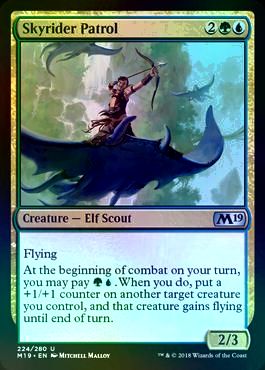 Skyrider Patrol 2
Creature — Elf Scout M19
Flying
At the beginning of combat on your turn,
you may pay . When you do, put a
+1/+1 counter on another target creature
you control, and that creature gains flying
until end of turn.
2/3
224/280 U
M19 • EN MITCHELL MALLOY ™ & © 2018 Wizards of the Coast